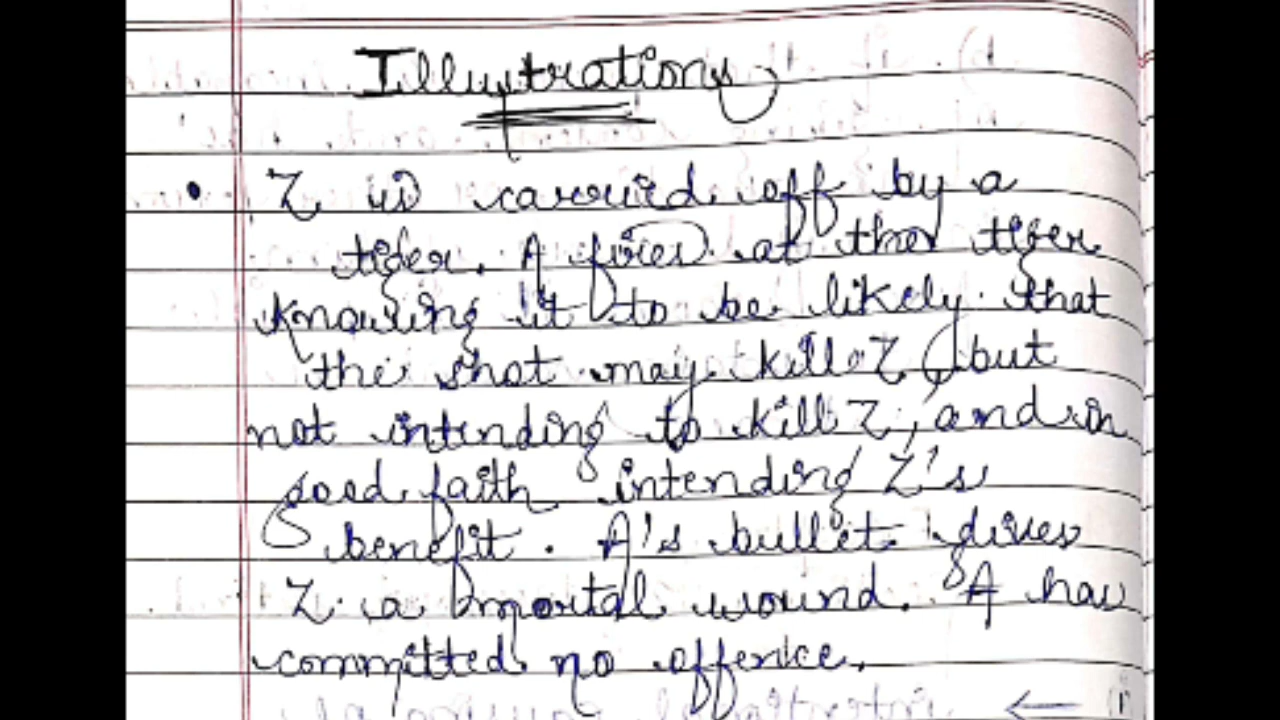 Illustrations
• Z is carried off by a
tiger. A fires at the tiger
knowing it to be likely that
the shot may kill Z, but
not intending to kill Z, and in
good faith intending Z's
benefit. A's bullet gives
Z a mortal wound. A has
committed no offence.